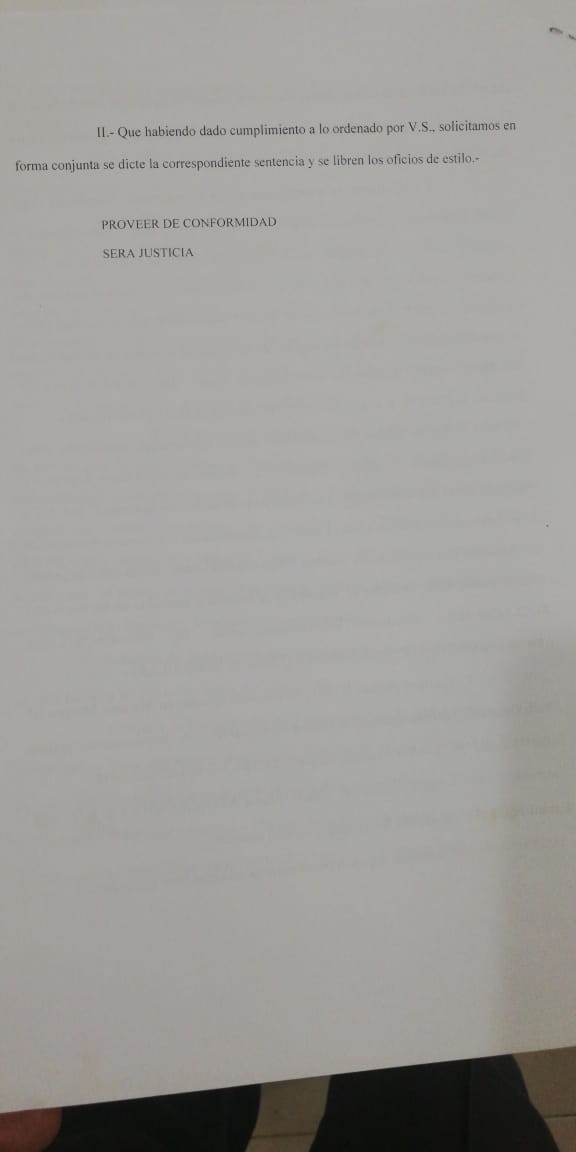 II.- Que habiendo dado cumplimiento a lo ordenado por V.S., solicitamos en
forma conjunta se dicte la correspondiente sentencia y se libren los oficios de estilo.-
PROVEER DE CONFORMIDAD
SERA JUSTICIA